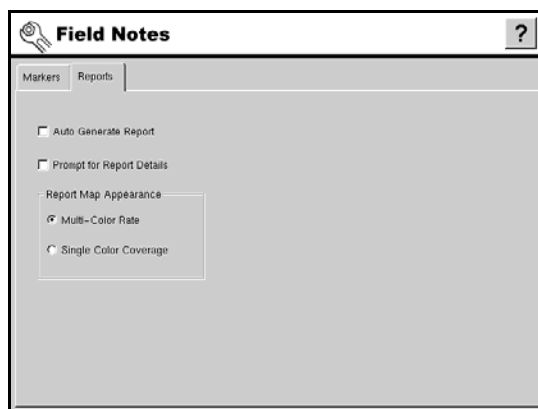 Field Notes
?
Markers Reports
Auto Generate Report
Prompt for Report Details
Report Map Appearance
Multi-Color Rate
Single Color Coverage